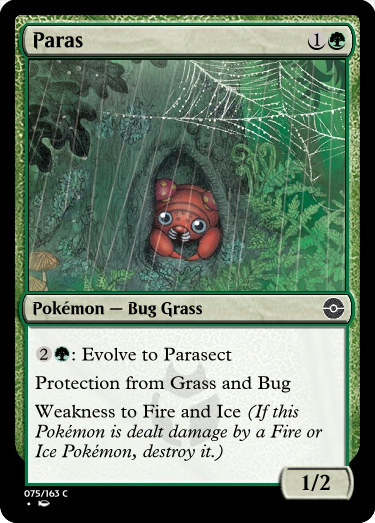 Paras 1
Pokémon — Bug Grass
2 : Evolve to Parasect
Protection from Grass and Bug
Weakness to Fire and Ice (If this
Pokémon is dealt damage by a Fire or
Ice Pokémon, destroy it.)
1/2
075/163 C